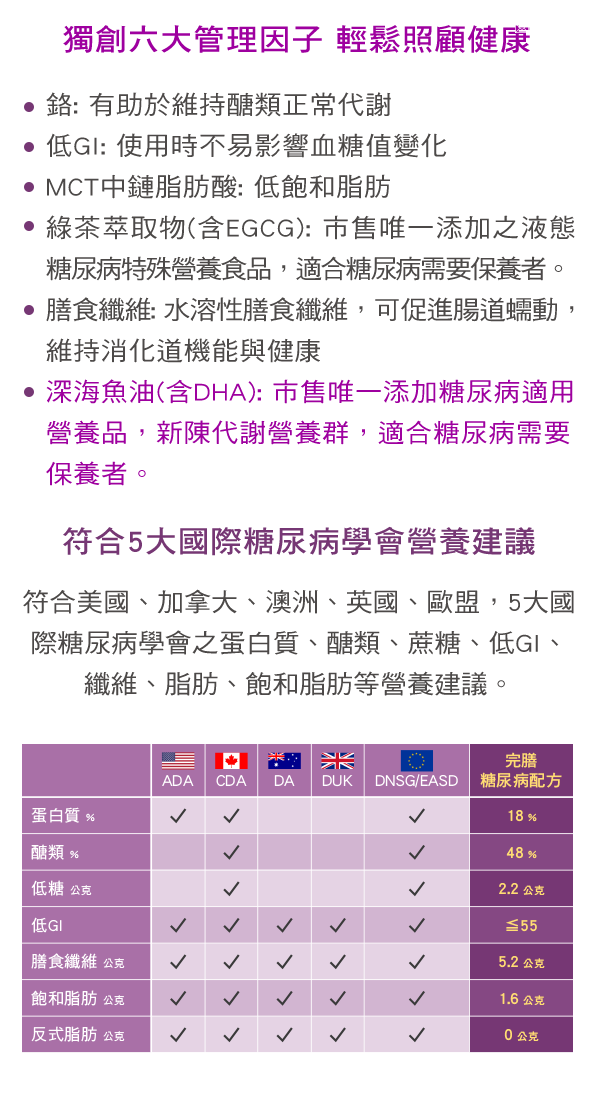 獨創六大管理因子 輕鬆照顧健康
• 鉻: 有助於維持醣類正常代謝
• 低GI: 使用時不易影響血糖值變化
• MCT中鏈脂肪酸: 低飽和脂肪
• 綠茶萃取物(含EGCG): 市售唯一添加之液態
糖尿病特殊營養食品，適合糖尿病需要保養者。
• 膳食纖維: 水溶性膳食纖維，可促進腸道蠕動，
維持消化道機能與健康
• 深海魚油(含DHA): 市售唯一添加糖尿病適用
營養品，新陳代謝營養群，適合糖尿病需要
保養者。
符合5大國際糖尿病學會營養建議
符合美國、加拿大、澳洲、英國、歐盟，5大國
際糖尿病學會之蛋白質、醣類、蔗糖、低GI、
纖維、脂肪、飽和脂肪等營養建議。
ADA CDA DA DUK DNSG/EASD 完膳
糖尿病配方
蛋白質 % ✓ ✓ ✓ 18 %
醣類 % ✓ ✓ 48 %
低糖 公克 ✓ ✓ 2.2 公克
低GI ✓ ✓ ✓ ✓ ✓ ≦55
膳食纖維 公克 ✓ ✓ ✓ ✓ ✓ 5.2 公克
飽和脂肪 公克 ✓ ✓ ✓ ✓ ✓ 1.6 公克
反式脂肪 公克 ✓ ✓ ✓ ✓ ✓ 0 公克